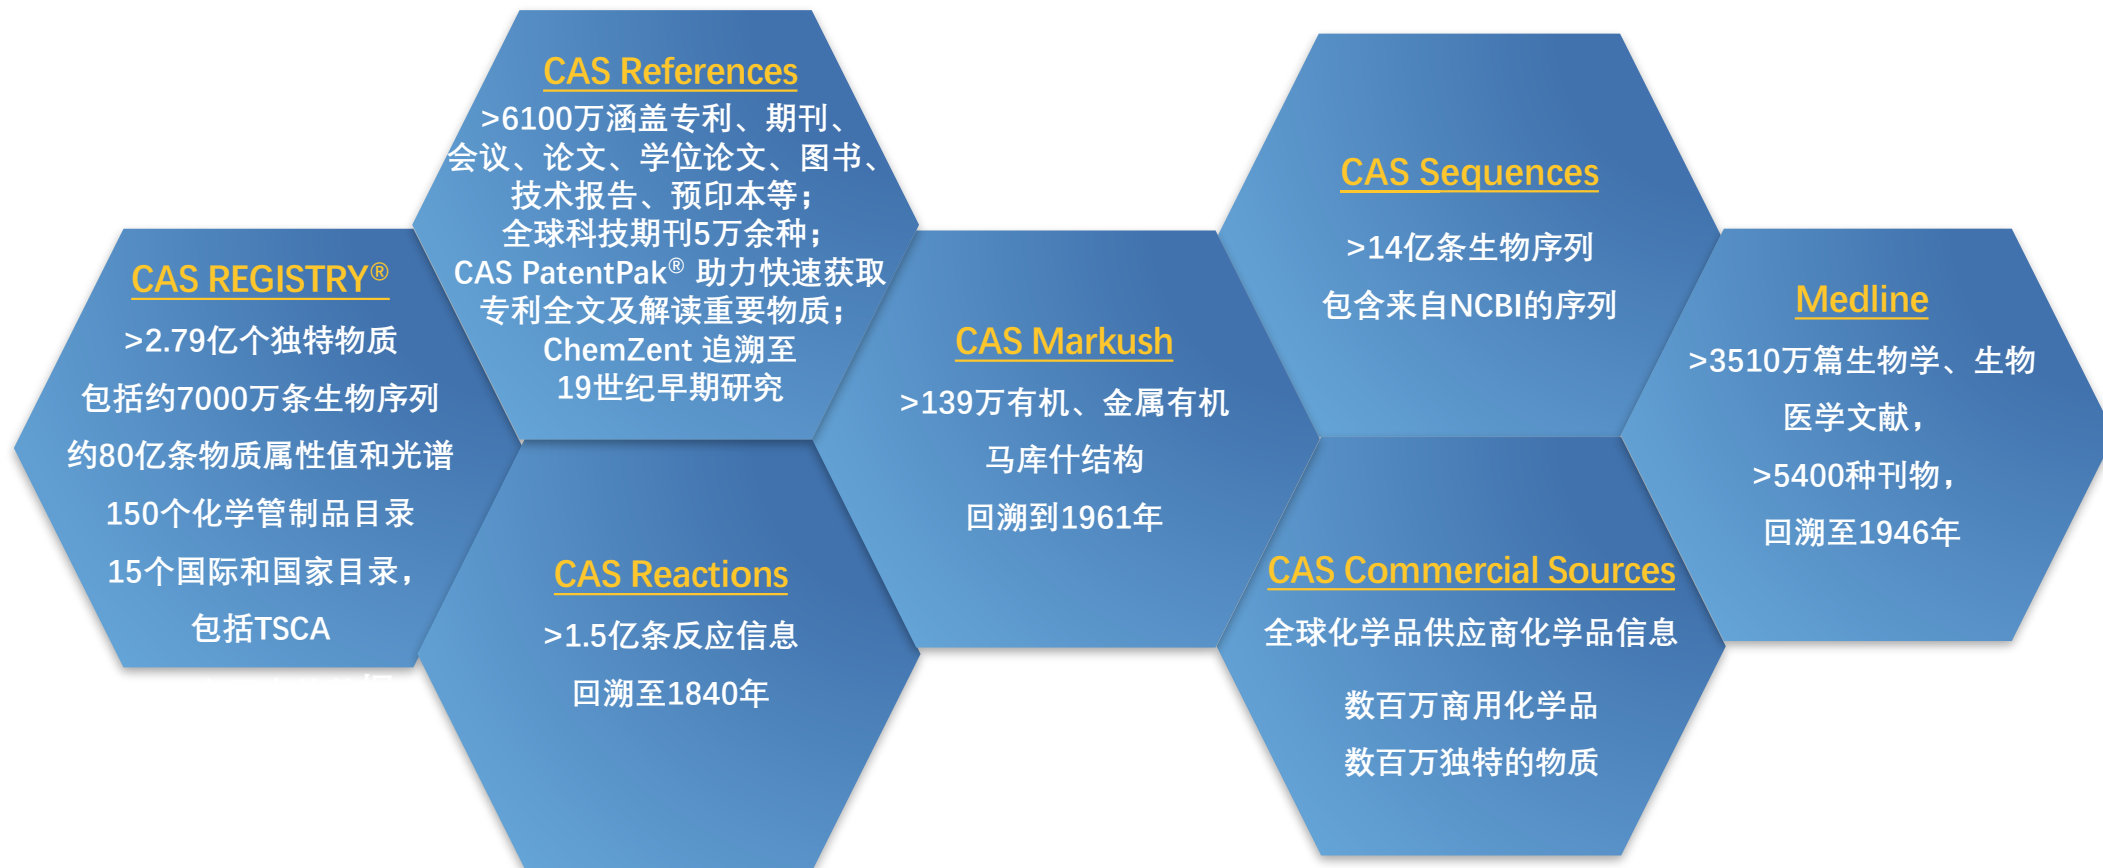 CAS REGISTRY®
>2.79亿个独特物质
包括约7000万条生物序列
约80亿条物质属性值和光谱
150个化学管制品目录
15个国际和国家目录，
包括TSCA
CAS References
>6100万涵盖专利、期刊、
会议、论文、学位论文、图书、
技术报告、预印本等；
全球科技期刊5万余种；
CAS PatentPak® 助力快速获取
专利全文及解读重要物质；
ChemZent 追溯至
19世纪早期研究
CAS Reactions
>1.5亿条反应信息
回溯至1840年
CAS Markush
>139万有机、金属有机
马库什结构
回溯到1961年
CAS Sequences
>14亿条生物序列
包含来自NCBI的序列
CAS Commercial Sources
全球化学品供应商化学品信息
数百万商用化学品
数百万独特的物质
Medline
>3510万篇生物学、生物
医学文献，
>5400种刊物，
回溯至1946年